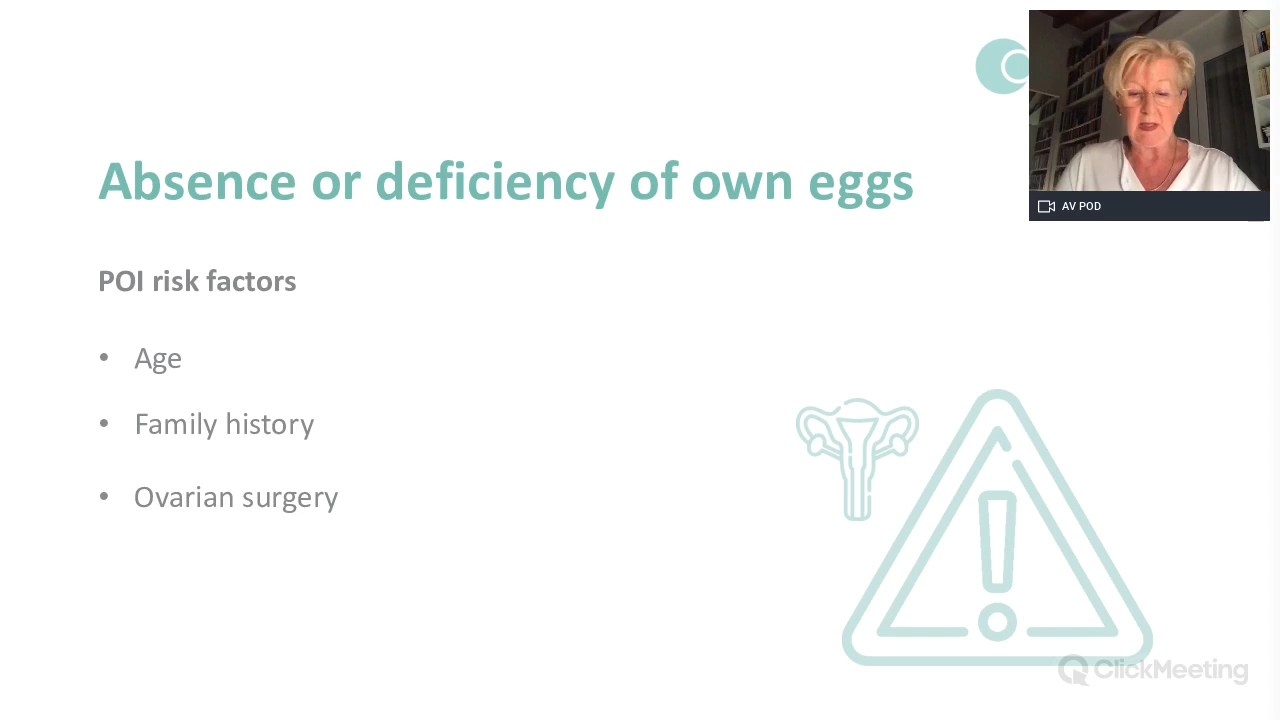 AV POD
Absence or deficiency of own eggs
POI risk factors
• Age
• Family history
• Ovarian surgery
ClickMeeting